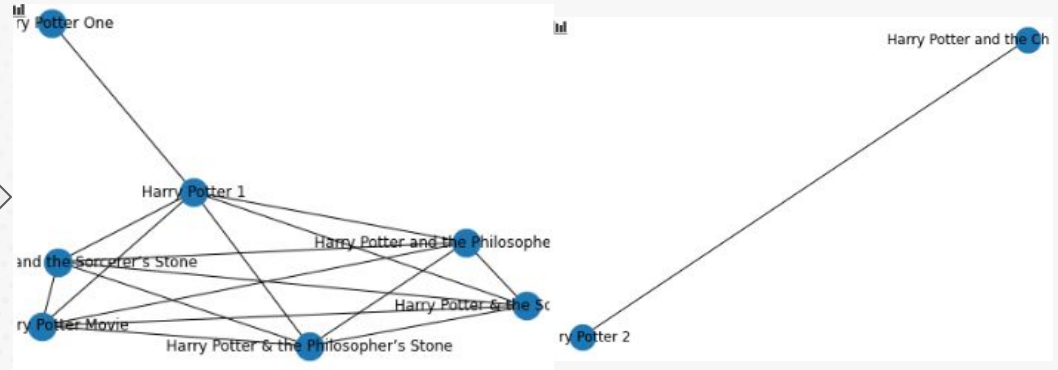 ry Potter One
Harry Potter and the Ch
Harry Potter 1
Harry Potter and the Philosophe
and the Sorcerer's Stone
Harry Potter & the So
ry Potter Movie
ry Potter 2
Harry Potter & the Philosopher's Stone